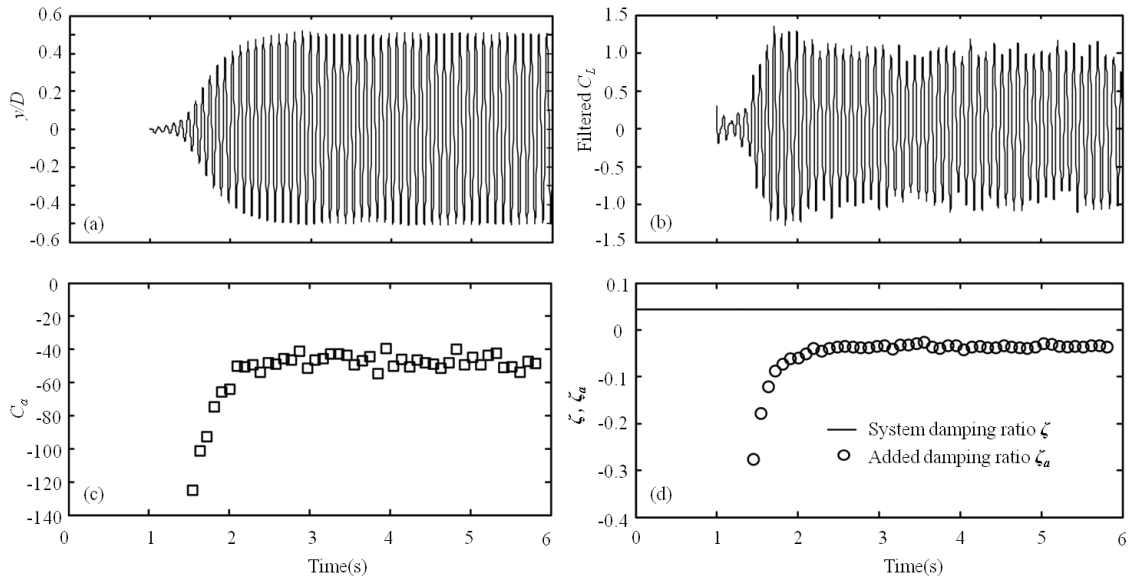 0.6
0.4
0.2
0
-0.2
-0.4
-0.6
y/D
(a)
1.5
1.0
0.5
0
-0.5
-1.0
-1.5
Filtered C_L
(b)
0
-20
-40
-60
-80
-100
-120
-140
C_a
(c)
0 1 2 3 4 5 6
Time(s)
0.1
0
-0.1
-0.2
-0.3
-0.4
ζ , ζ_a
System damping ratio ζ
Added damping ratio ζ_a
(d)
0 1 2 3 4 5 6
Time(s)